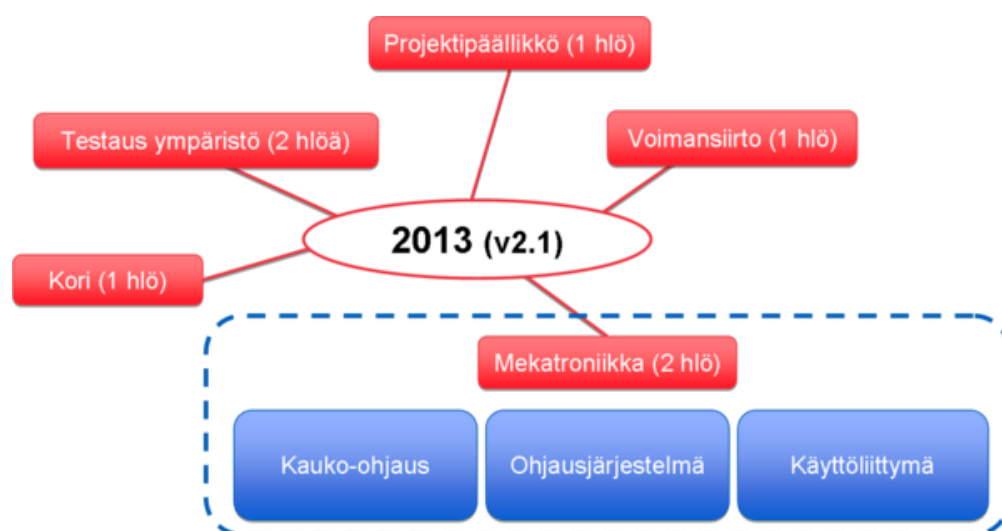 Projektipäällikkö (1 hlö)
Testaus ympäristö (2 hlöä)
Voimansiirto (1 hlö)
2013 (v2.1)
Kori (1 hlö)
Mekatroniikka (2 hlö)
Kauko-ohjaus
Ohjausjärjestelmä
Käyttöliittymä